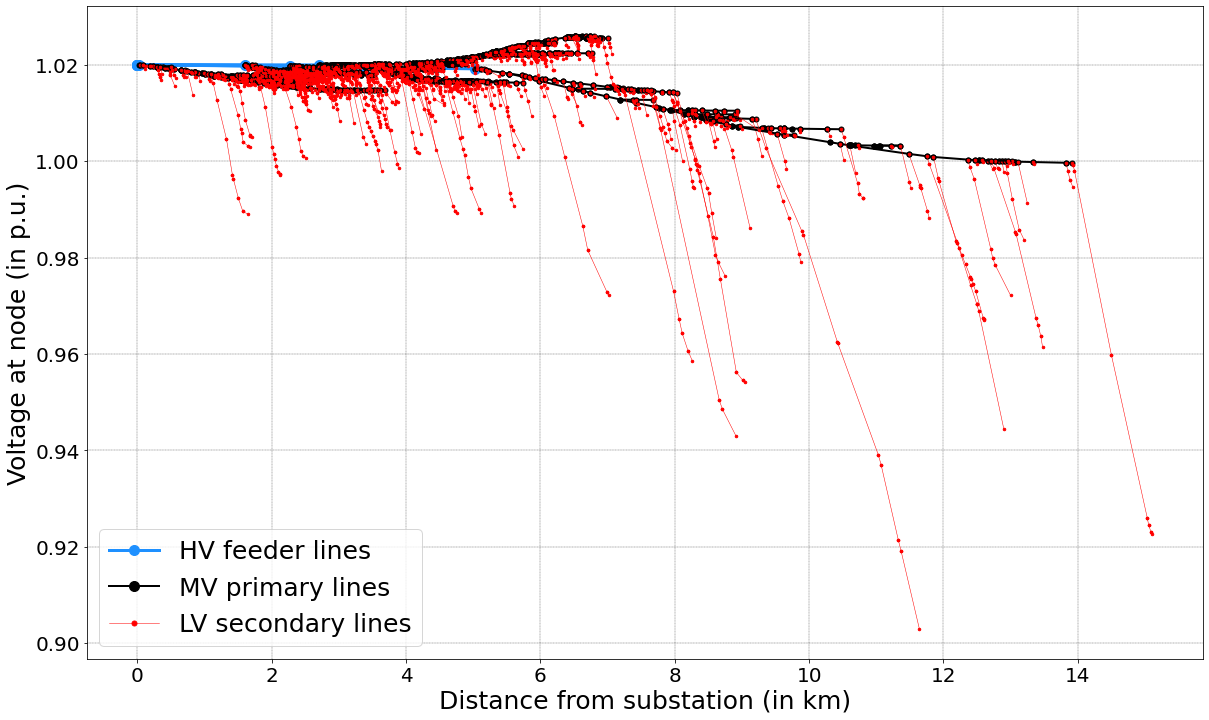 Voltage at node (in p.u.)
1.02
1.00
0.98
0.96
0.94
0.92
0.90
HV feeder lines
MV primary lines
LV secondary lines
0 2 4 6 8 10 12 14
Distance from substation (in km)